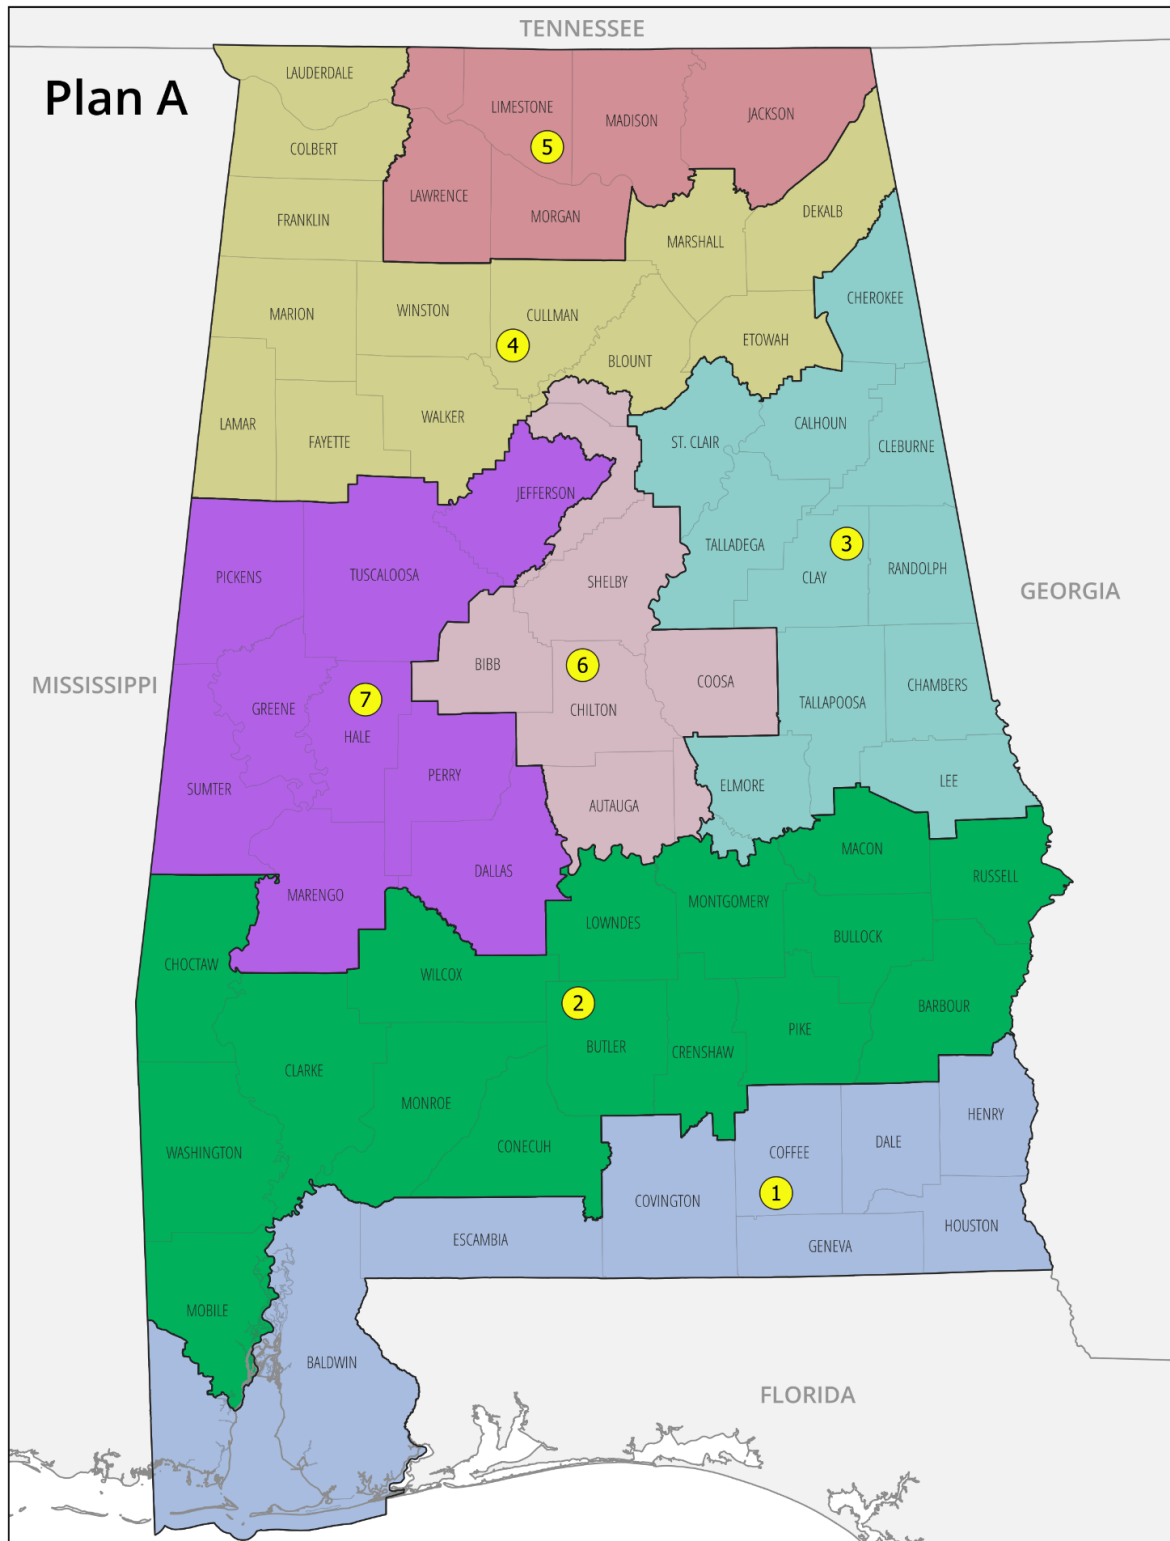 TENNESSEE
Plan A
LAUDERDALE
LIMESTONE
MADISON
JACKSON
COLBERT
5
LAWRENCE
MORGAN
FRANKLIN
MARSHALL
DEKALB
CHEROKEE
MARION
WINSTON
CULLMAN
4
ETOWAH
BLOUNT
LAMAR
FAYETTE
WALKER
ST. CLAIR
CALHOUN
CLEBURNE
JEFFERSON
TALLADEGA
3
PICKENS
TUSCALOOSA
SHELBY
CLAY
RANDOLPH
GEORGIA
MISSISSIPPI
BIBB
6
COOSA
CHAMBERS
GREENE
7
CHILTON
TALLAPOOSA
HALE
SUMTER
PERRY
AUTAUGA
ELMORE
LEE
MACON
DALLAS
RUSSELL
MARENGO
LOWNDES
MONTGOMERY
BULLOCK
CHOCTAW
WILCOX
2
BARBOUR
BUTLER
CRENSHAW
PIKE
CLARKE
MONROE
HENRY
WASHINGTON
CONECUH
COFFEE
DALE
COVINGTON
1
ESCAMBIA
GENEVA
HOUSTON
MOBILE
BALDWIN
FLORIDA